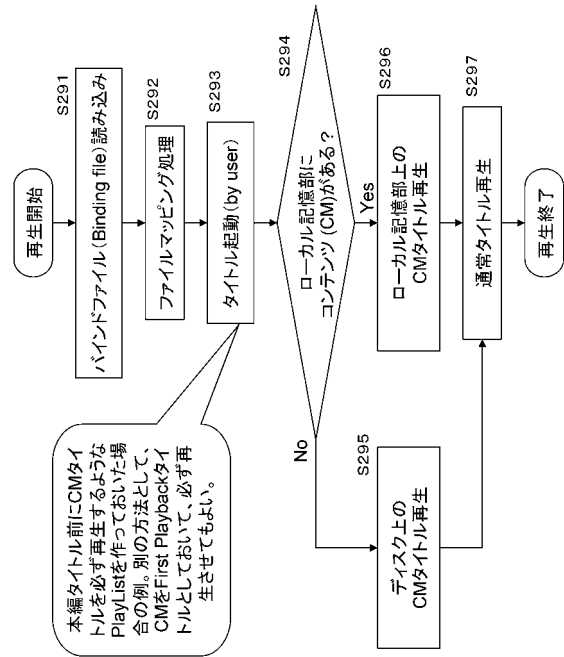 再生開始
S291
バインドファイル(Binding file)読み込み
S292
ファイルマッピング処理
S293
タイトル起動(by user)
本編タイトル前にCMタイ
トルを必ず再生するような
PlayListを作っておいた場
合の例。別の方法として、
CMをFirst Playbackタイ
トルとしておいて、必ず再
生させてもよい。
S294
ローカル記憶部に
コンテンツ(CM)がある?
No
Yes
S295
ディスク上の
CMタイトル再生
S296
ローカル記憶部上の
CMタイトル再生
S297
通常タイトル再生
再生終了